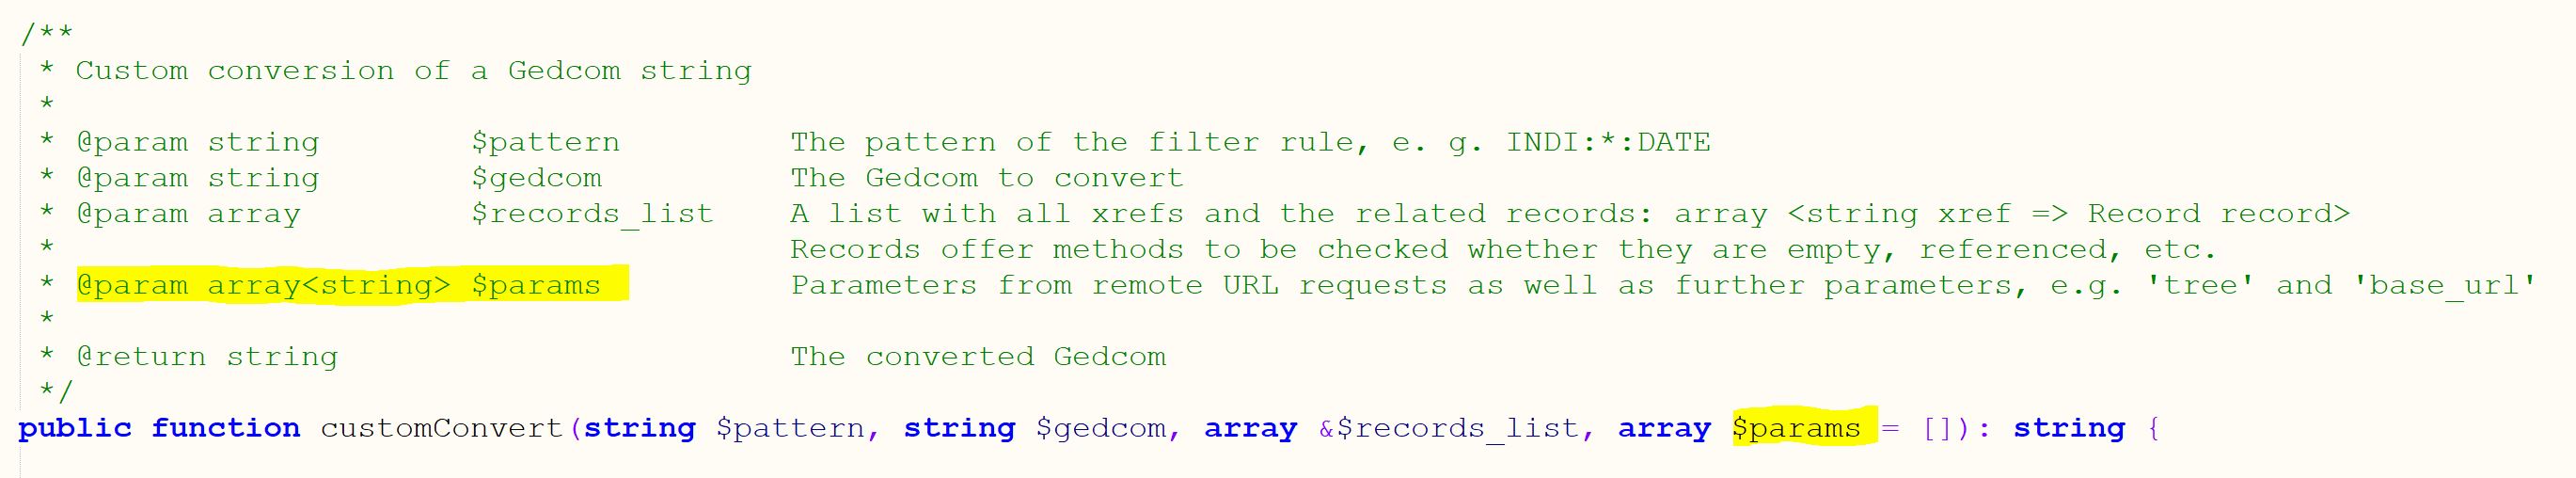 /**
 * Custom conversion of a Gedcom string
 *
 * @param string        $pattern         The pattern of the filter rule, e. g. INDI:*:DATE
 * @param string        $gedcom          The Gedcom to convert
 * @param array         $records_list    A list with all xrefs and the related records: array <string xref => Record record>
 *                                       Records offer methods to be checked whether they are empty, referenced, etc.
 * @param array<string> $params          Parameters from remote URL requests as well as further parameters, e.g. 'tree' and 'base_url'
 *
 * @return string                        The converted Gedcom
 */
public function customConvert(string $pattern, string $gedcom, array &$records_list, array $params = []): string {